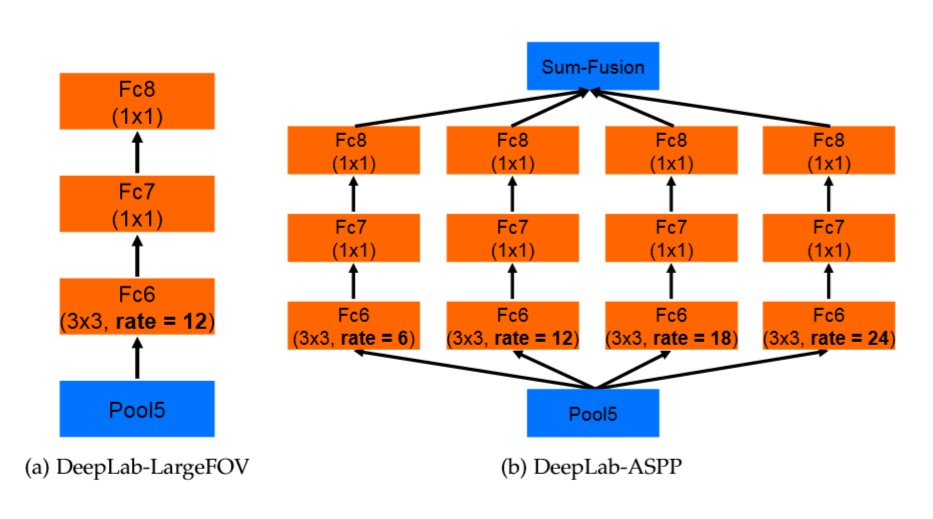 Fc8
(1x1)
Fc7
(1x1)
Fc6
(3x3, rate = 12)
Pool5
(a) DeepLab-LargeFOV
Sum-Fusion
Fc8
(1x1)
Fc8
(1x1)
Fc8
(1x1)
Fc8
(1x1)
Fc7
(1x1)
Fc7
(1x1)
Fc7
(1x1)
Fc7
(1x1)
Fc6
(3x3, rate = 6)
Fc6
(3x3, rate = 12)
Fc6
(3x3, rate = 18)
Fc6
(3x3, rate = 24)
Pool5
(b) DeepLab-ASPP